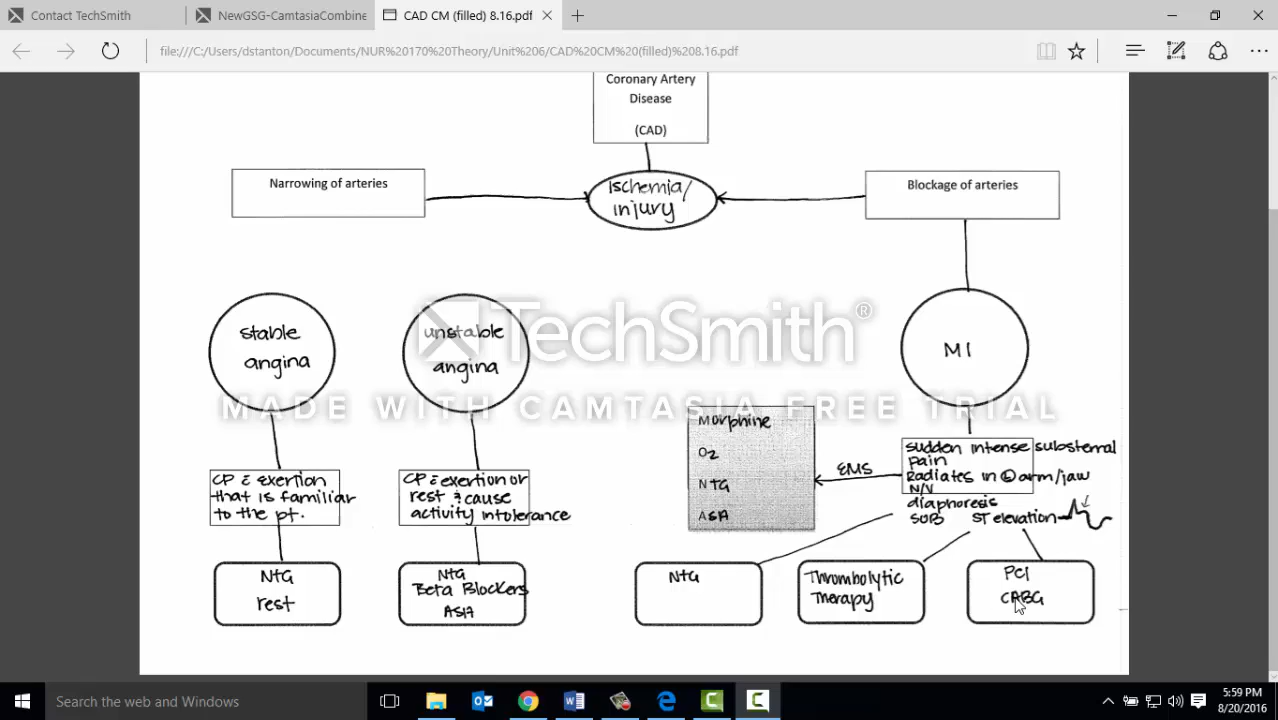 Contact TechSmith
NewGSG-CamtasiaCombine
CAD CM (filled) 8.16.pdf
file:///C:/Users/dstanton/Documents/NUR%20170%20Theory/Unit%206/CAD%20CM%20(filled)%208.16.pdf
Coronary Artery
Disease
(CAD)
Narrowing of arteries
Ischemia/
injury
Blockage of arteries
stable
angina
unstable
angina
MI
TechSmith®
MADE WITH CAMTASIA FREE TRIAL
Morphine
O2
NTG
ASA
EMS
sudden intense substernal
pain
Radiates in Ⓛ arm/jaw
N/V
diaphoresis
SOB
ST elevation
CP c̄ exertion
that is familiar
to the pt.
CP c̄ exertion or
rest & cause
activity intolerance
NTG
rest
NTG
Beta Blockers
ASA
NTG
Thrombolytic
Therapy
PCI
CABG
Search the web and Windows
5:59 PM
8/20/2016